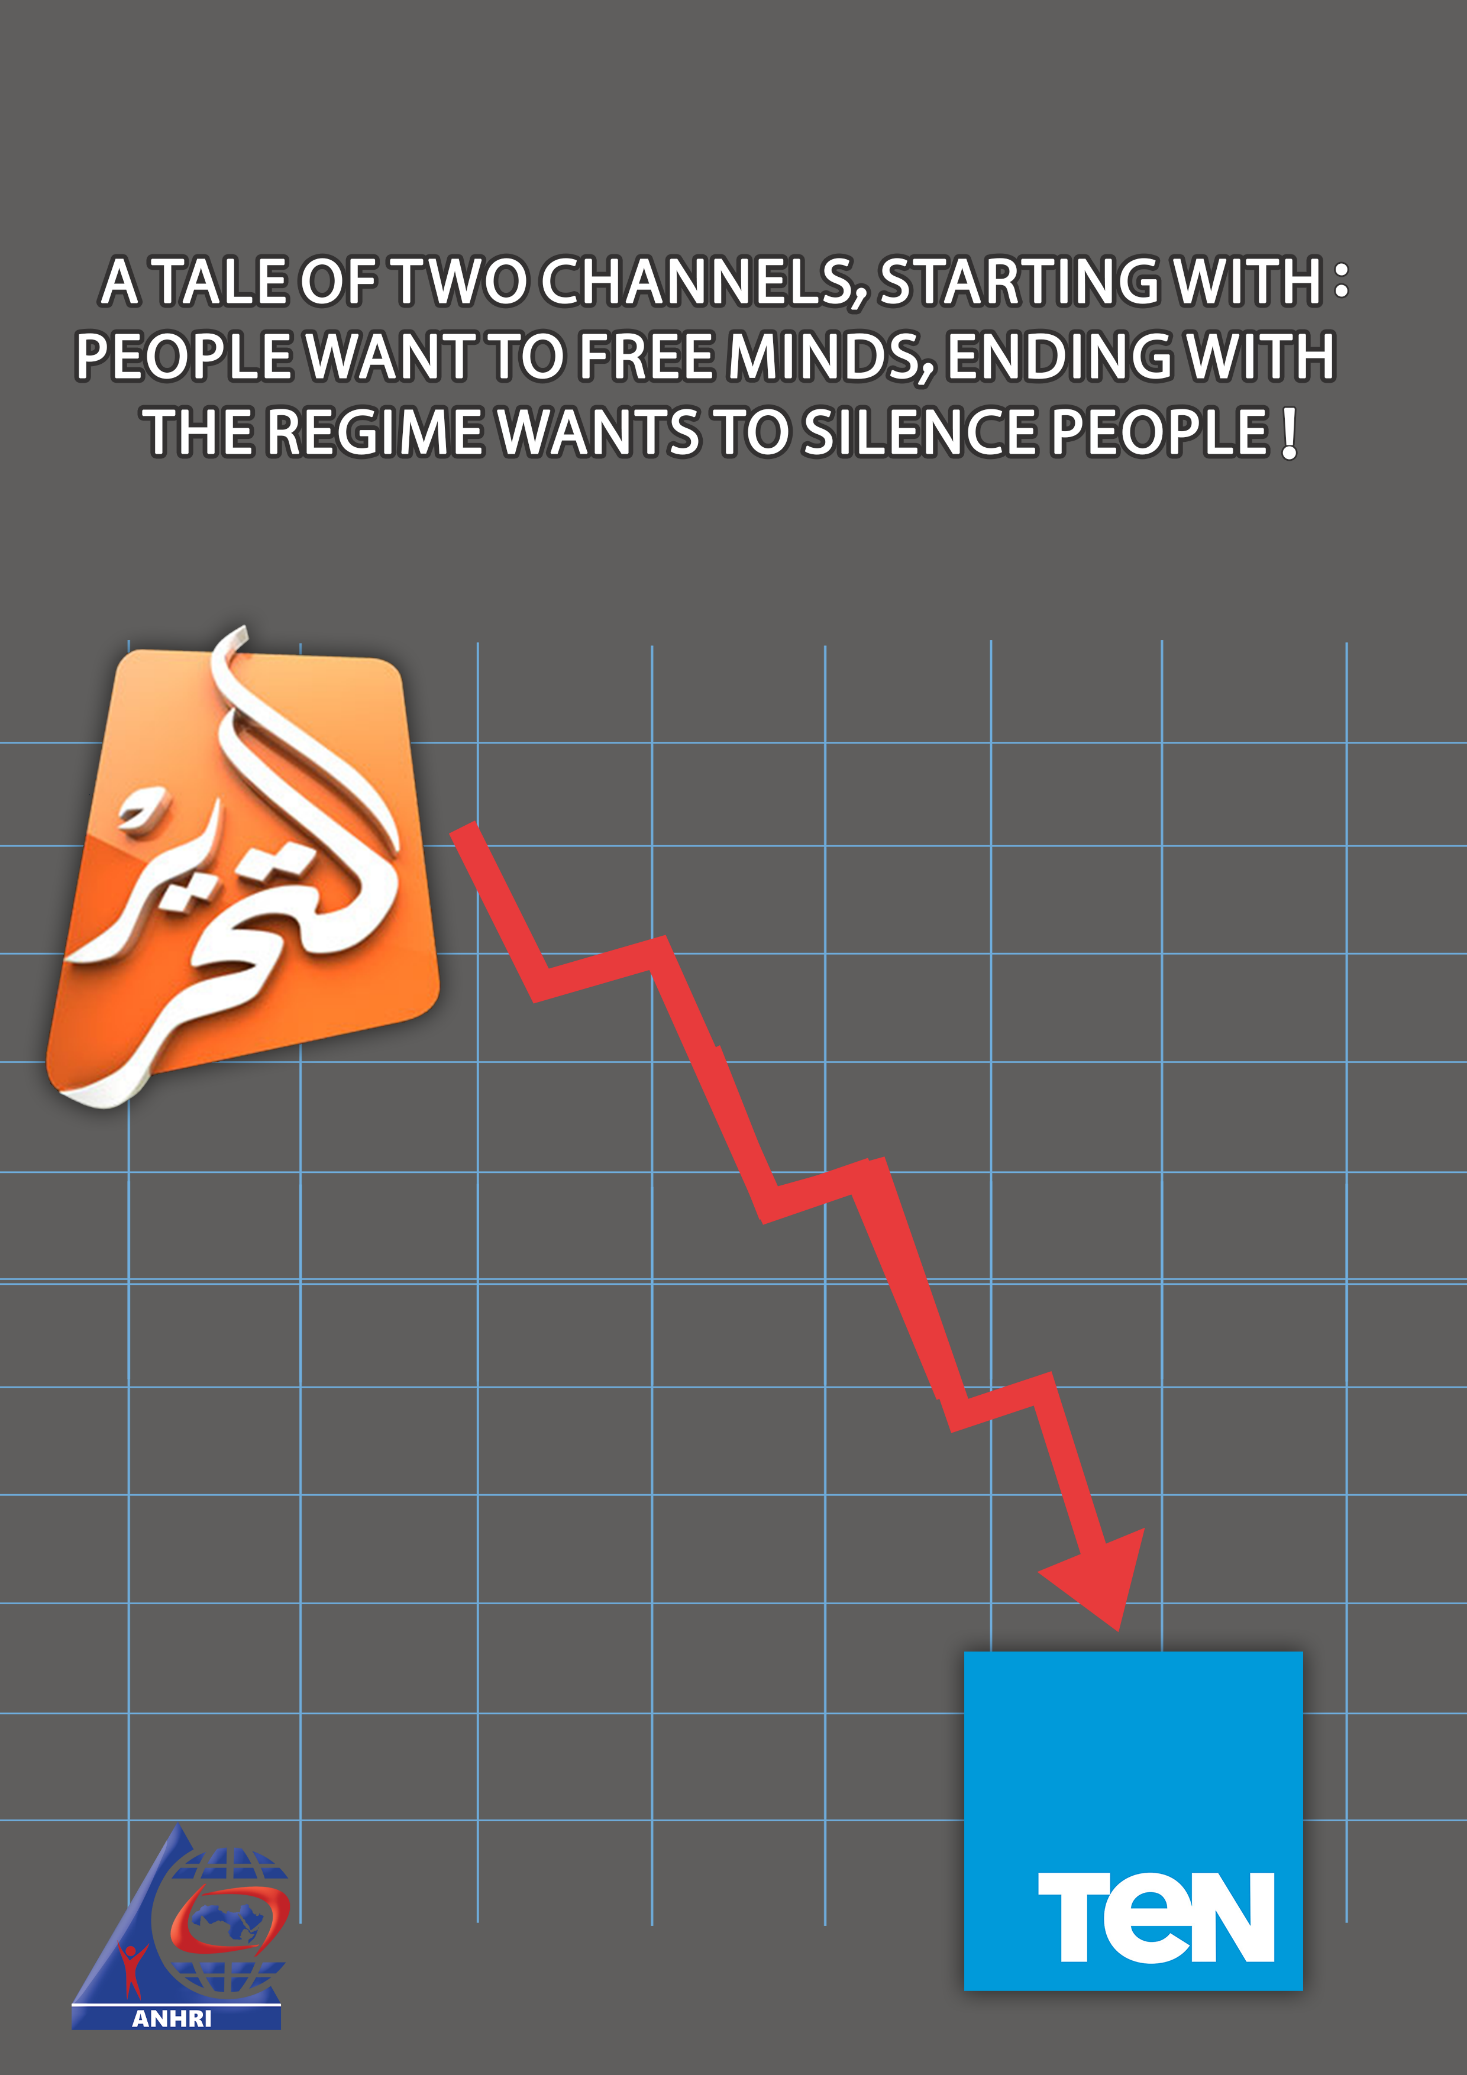 A TALE OF TWO CHANNELS, STARTING WITH :
PEOPLE WANT TO FREE MINDS, ENDING WITH
THE REGIME WANTS TO SILENCE PEOPLE !
التحرير
TeN
ANHRI